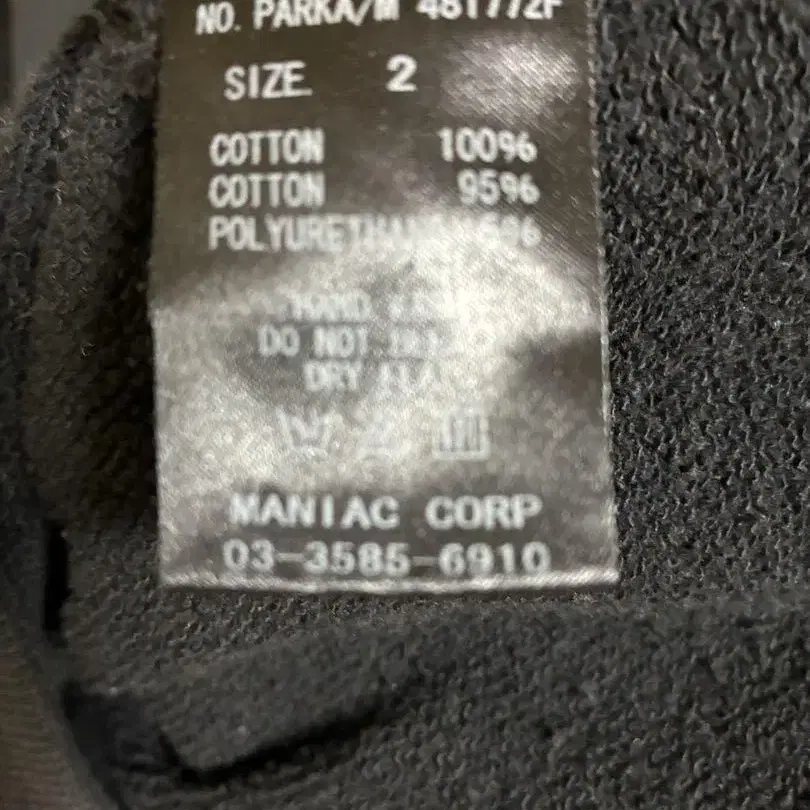 NO. PARKA/M 481772F
SIZE 2
COTTON 100%
COTTON 95%
POLYURETHANE 5%
HAND
DO NOT
DRY
MANIAC CORP
03-3585-6910